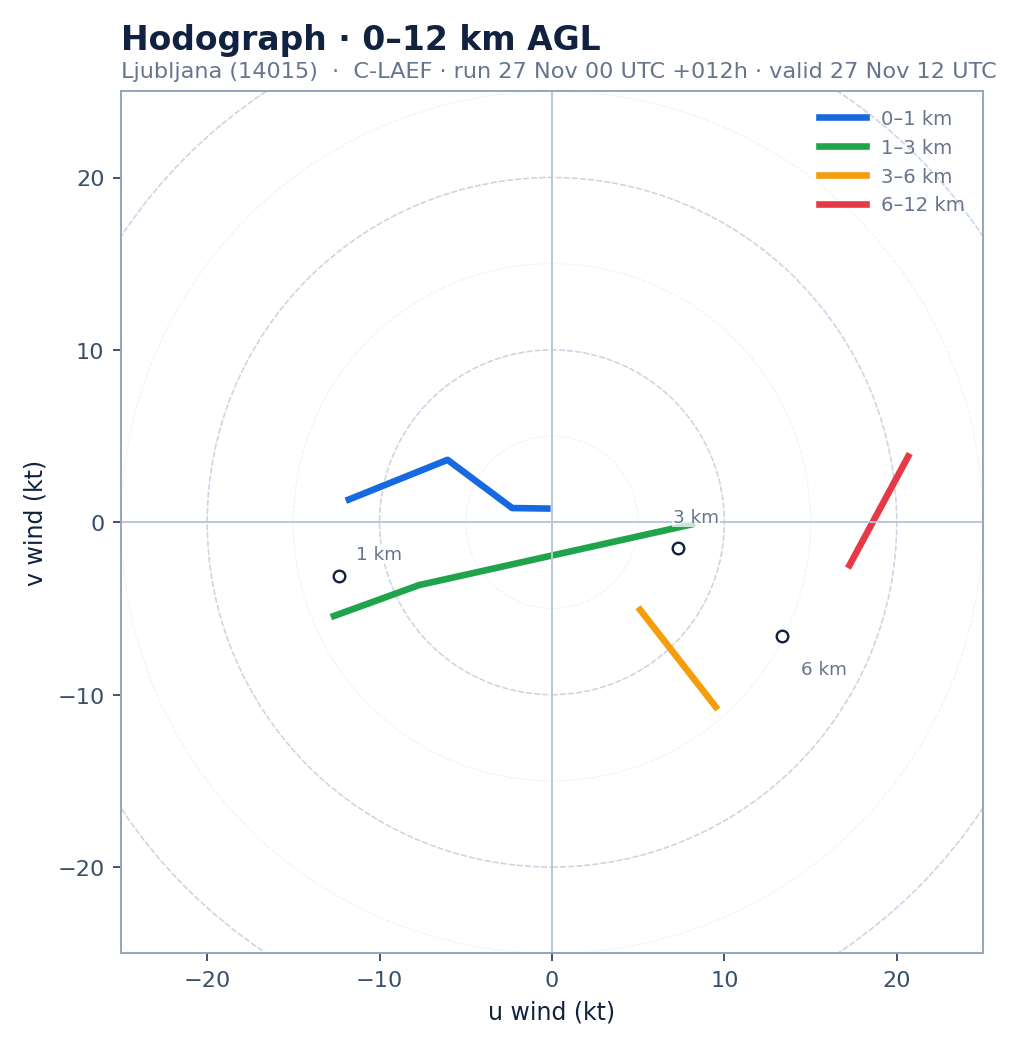 Hodograph · 0–12 km AGL
Ljubljana (14015) · C-LAEF · run 27 Nov 00 UTC +012h · valid 27 Nov 12 UTC
0–1 km
1–3 km
3–6 km
6–12 km
20
10
0
−10
−20
v wind (kt)
3 km
1 km
6 km
−20
−10
0
10
20
u wind (kt)